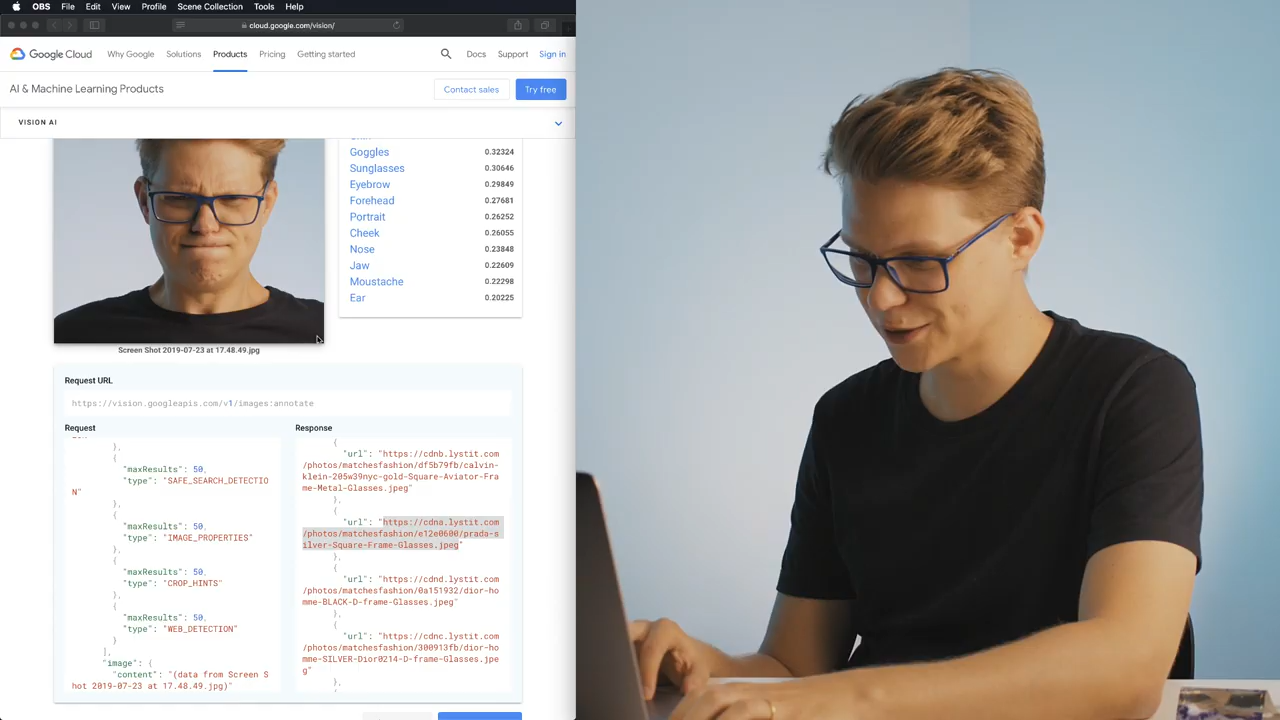 OBS File Edit View Profile Scene Collection Tools Help
cloud.google.com/vision/
Google Cloud Why Google Solutions Products Pricing Getting started Docs Support Sign in
AI & Machine Learning Products Contact sales Try free
VISION AI
Goggles 0.32324
Sunglasses 0.30646
Eyebrow 0.29849
Forehead 0.27681
Portrait 0.26252
Cheek 0.26055
Nose 0.23848
Jaw 0.22609
Moustache 0.22298
Ear 0.20225
Screen Shot 2019-07-23 at 17.48.49.jpg
Request URL
https://vision.googleapis.com/v1/images:annotate
Request
},
{
"maxResults": 50,
"type": "SAFE_SEARCH_DETECTIO
N"
},
{
"maxResults": 50,
"type": "IMAGE_PROPERTIES"
},
{
"maxResults": 50,
"type": "CROP_HINTS"
},
{
"maxResults": 50,
"type": "WEB_DETECTION"
}
],
"image": {
"content": "(data from Screen S
hot 2019-07-23 at 17.48.49.jpg)"
Response
{
"url": "https://cdnb.lystit.com
/photos/matchesfashion/df5b79fb/calvin-
klein-205w39nyc-gold-Square-Aviator-Fra
me-Metal-Glasses.jpeg"
},
{
"url": "https://cdna.lystit.com
/photos/matchesfashion/e12e0600/prada-s
ilver-Square-Frame-Glasses.jpeg"
},
{
"url": "https://cdnd.lystit.com
/photos/matchesfashion/0a151932/dior-ho
mme-BLACK-D-frame-Glasses.jpeg"
},
{
"url": "https://cdnc.lystit.com
/photos/matchesfashion/300913fb/dior-ho
mme-SILVER-Dior0214-D-frame-Glasses.jpe
g"
},